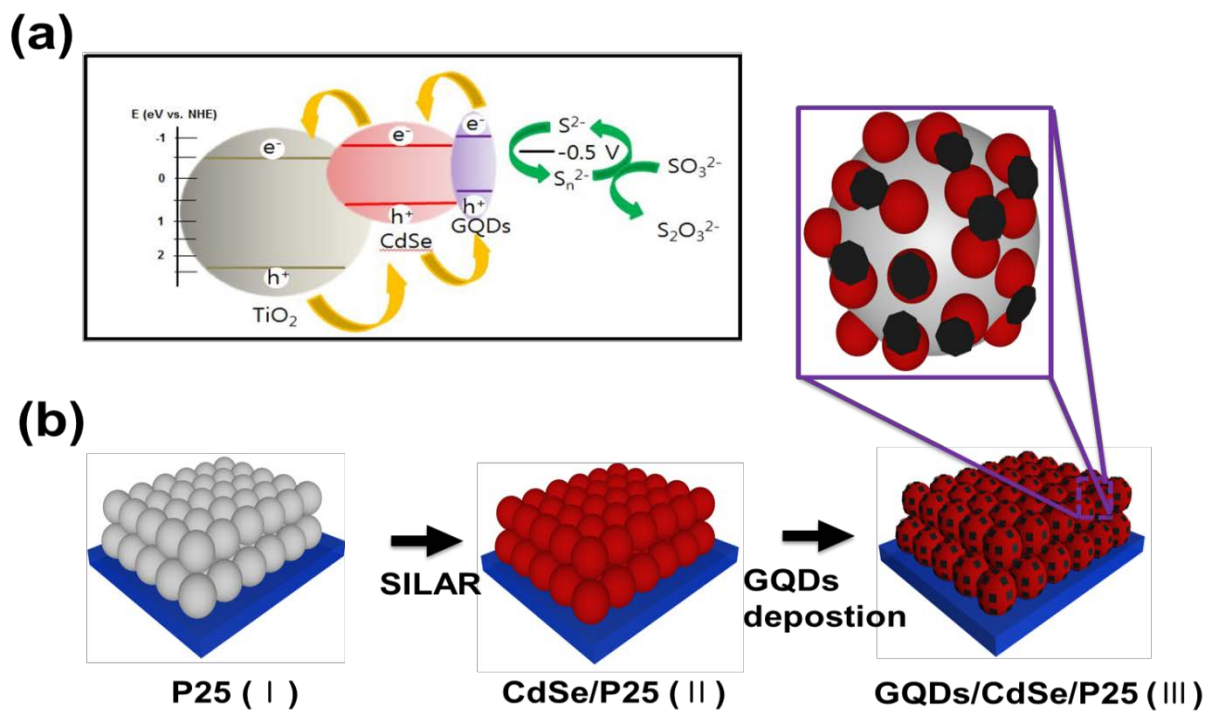 (a)
E (eV vs. NHE)
-1
0
1
2
e⁻
e⁻
e⁻
h⁺
h⁺
h⁺
TiO₂
CdSe
GQDs
S²⁻
-0.5 V
Sₙ²⁻
SO₃²⁻
S₂O₃²⁻
(b)
SILAR
GQDs
depostion
P25 (Ⅰ)
CdSe/P25 (Ⅱ)
GQDs/CdSe/P25 (Ⅲ)